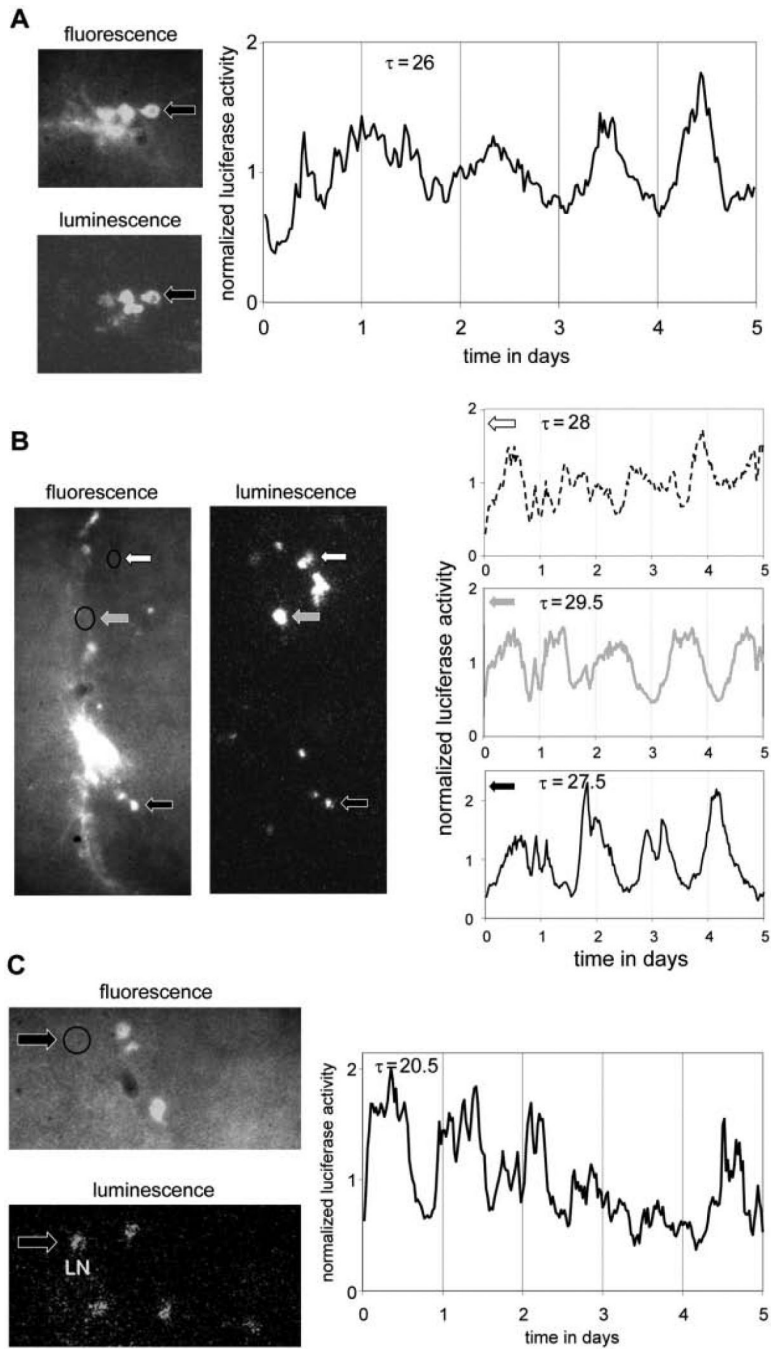 A
fluorescence
luminescence
normalized luciferase activity
2
1
0
τ = 26
0 1 2 3 4 5
time in days
B
fluorescence
luminescence
normalized luciferase activity
2
1
0
τ = 28
0 1 2 3 4 5
2
1
0
τ = 29.5
0 1 2 3 4 5
2
1
0
τ = 27.5
0 1 2 3 4 5
time in days
C
fluorescence
luminescence
LN
normalized luciferase activity
2
1
0
τ = 20.5
0 1 2 3 4 5
time in days